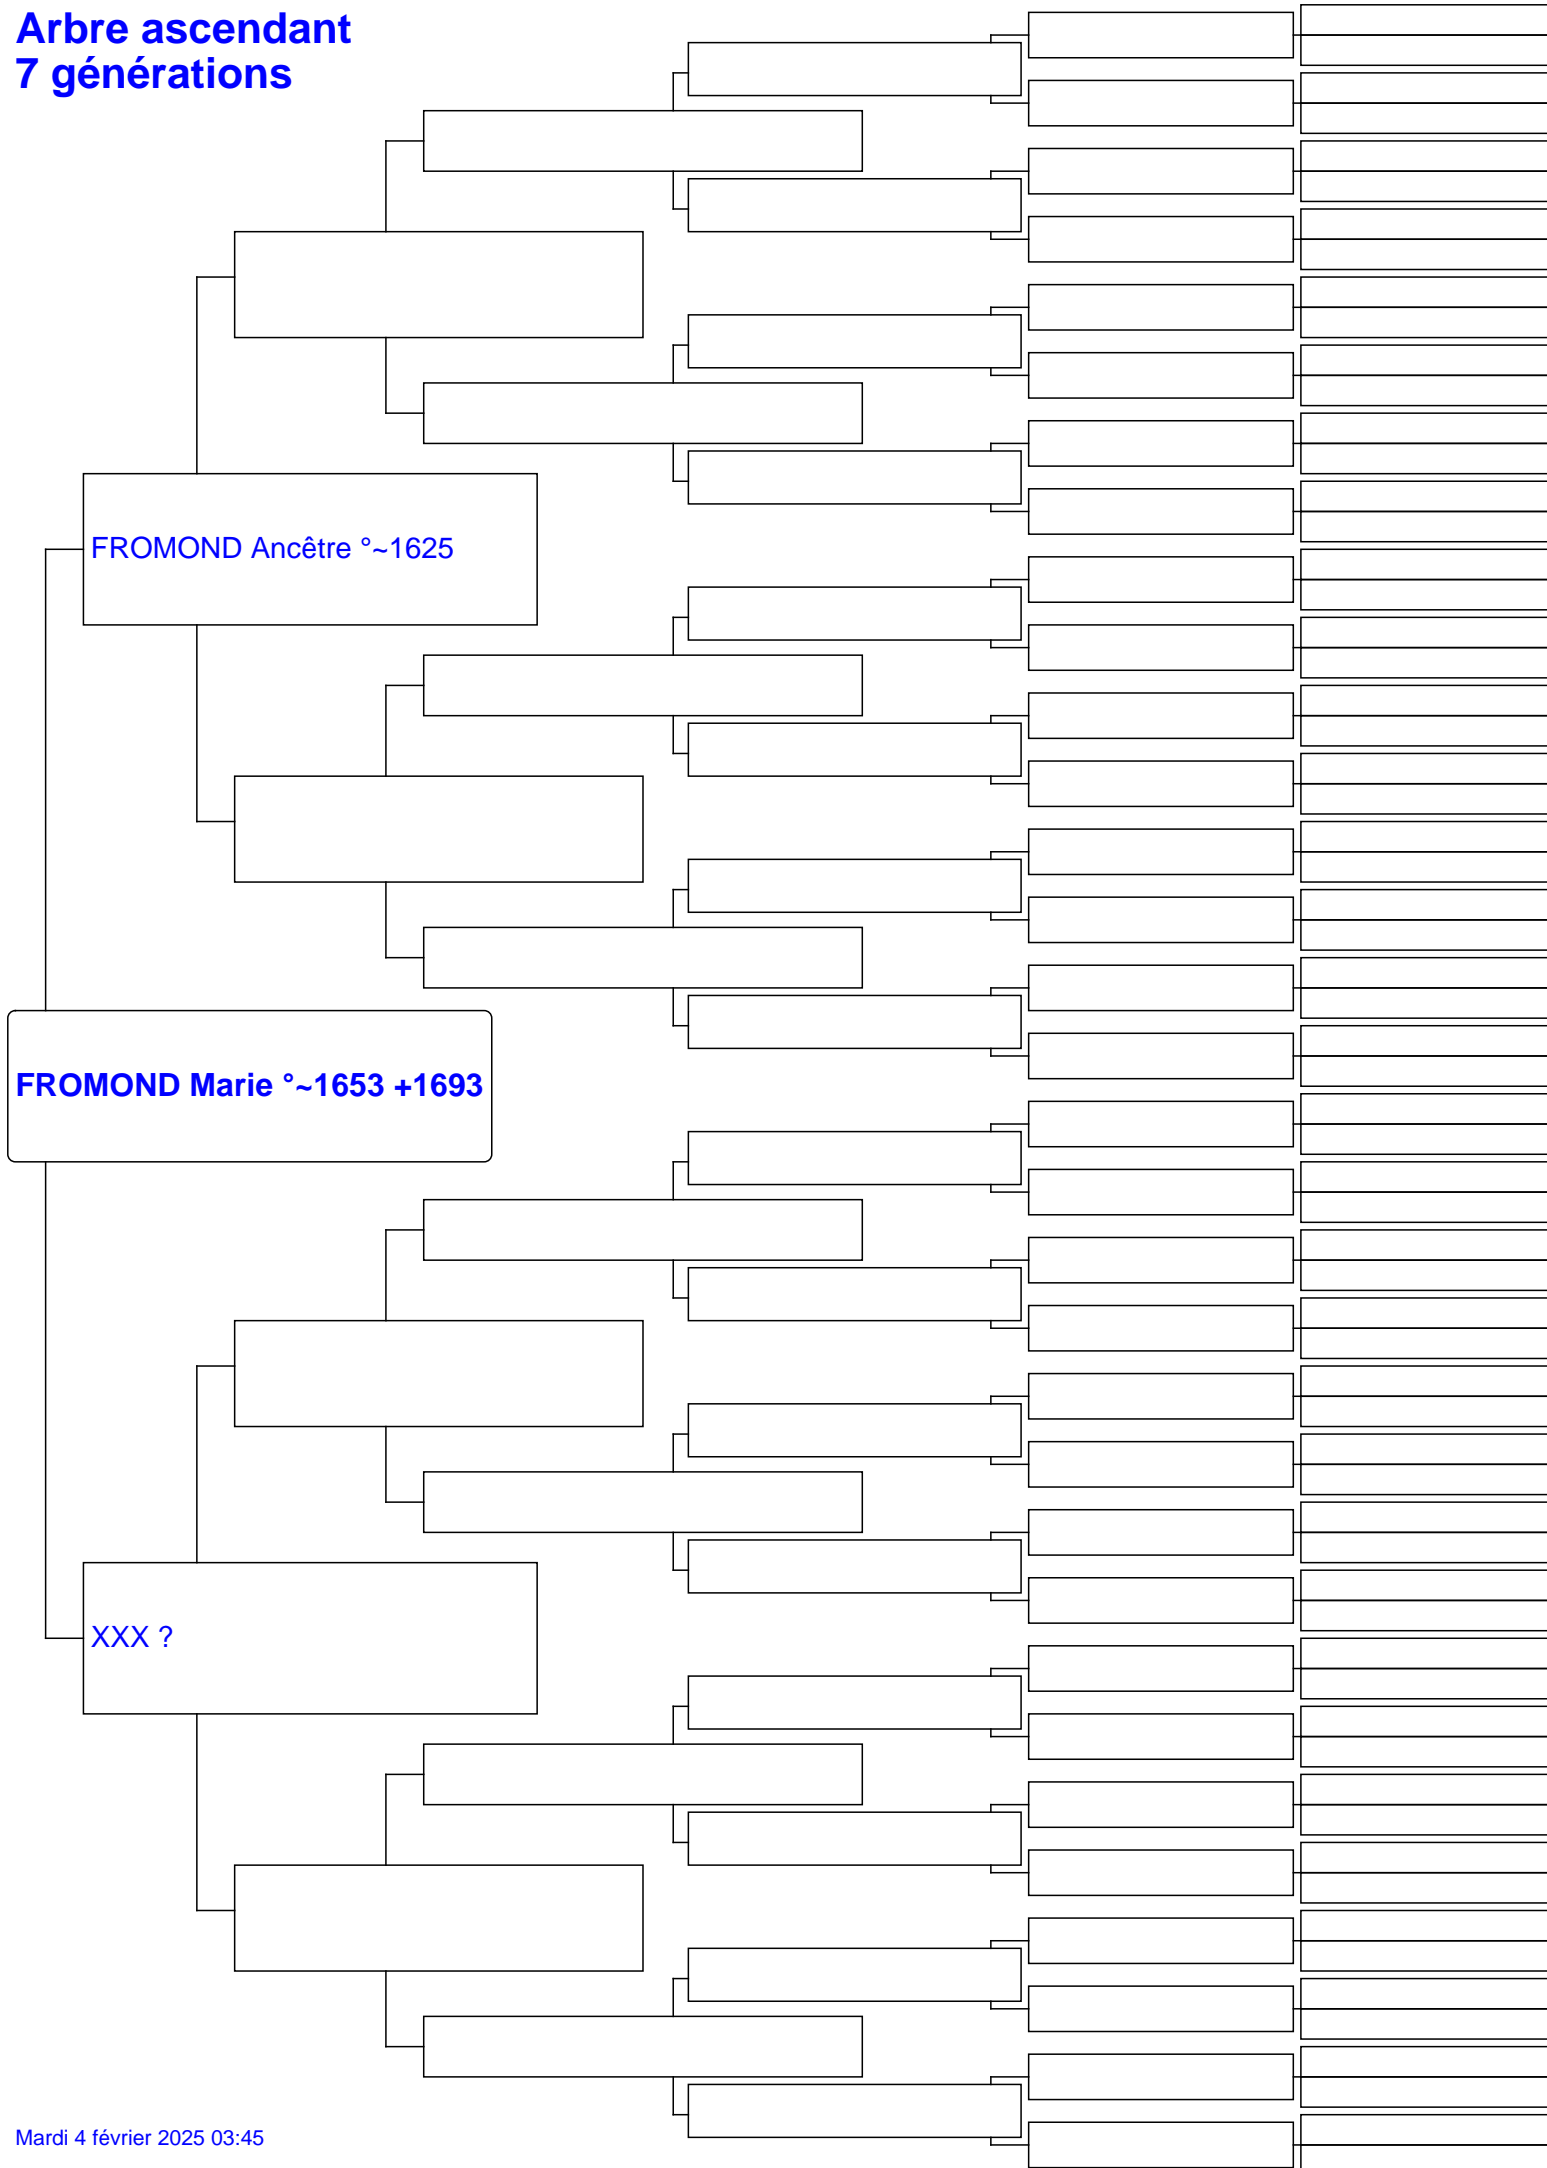 Arbre ascendant
7 générations
FROMOND Ancêtre °~1625
FROMOND Marie °~1653 +1693
XXX ?
Mardi 4 février 2025 03:45